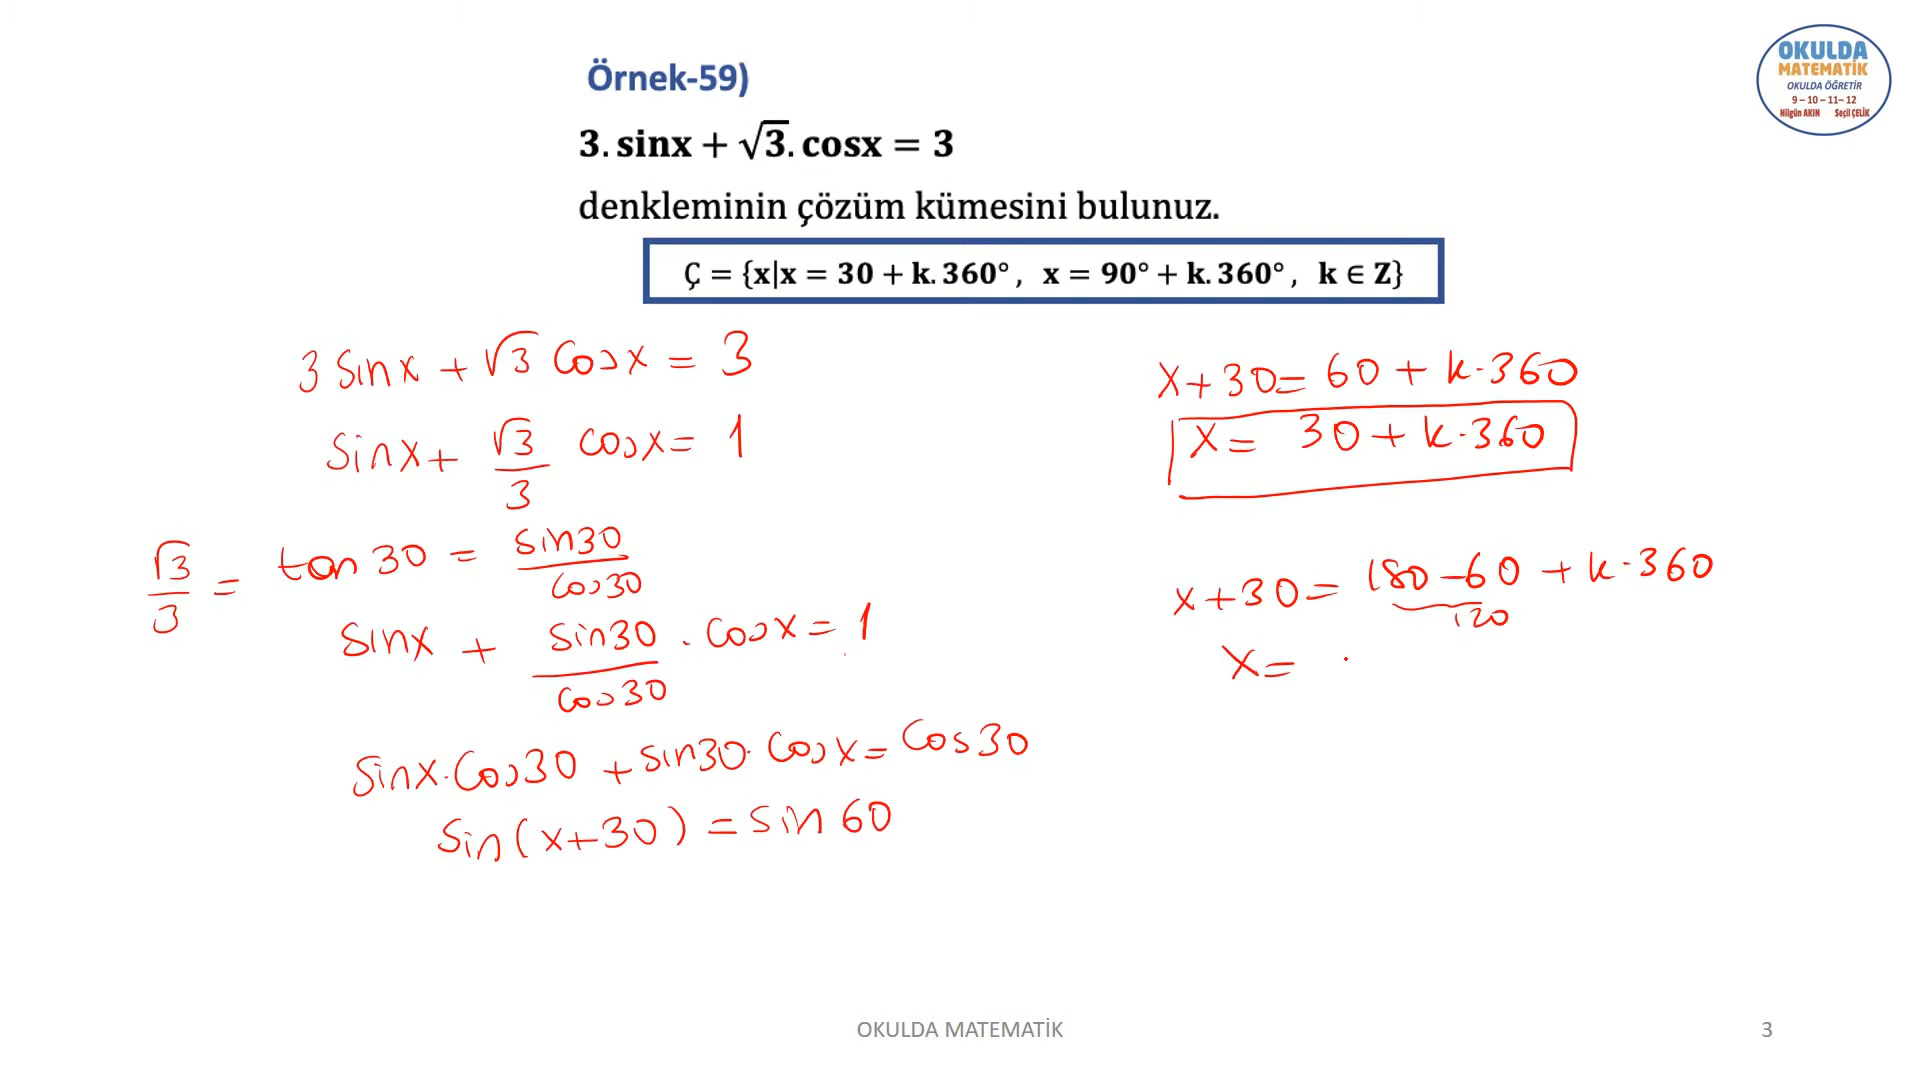 OKULDA
MATEMATİK
OKULDA ÖĞRETİR
9 – 10 – 11– 12
Nilgün AKIN Seçil ÇELİK
Örnek-59)
3. sinx + √3. cosx = 3
denkleminin çözüm kümesini bulunuz.
Ç = {x|x = 30 + k. 360°, x = 90° + k. 360°, k ∈ Z}
3 sinx + √3 cosx = 3
sinx + √3/3 cosx = 1
√3/3 = tan 30 = sin30/cos30
sinx + sin30/cos30 . cosx = 1
sinx.cos30 + sin30. cosx = cos30
sin(x+30) = sin 60
x+30 = 60 + k.360
x = 30 + k.360
x+30 = 180-60 + k.360
120
x =
OKULDA MATEMATİK
3